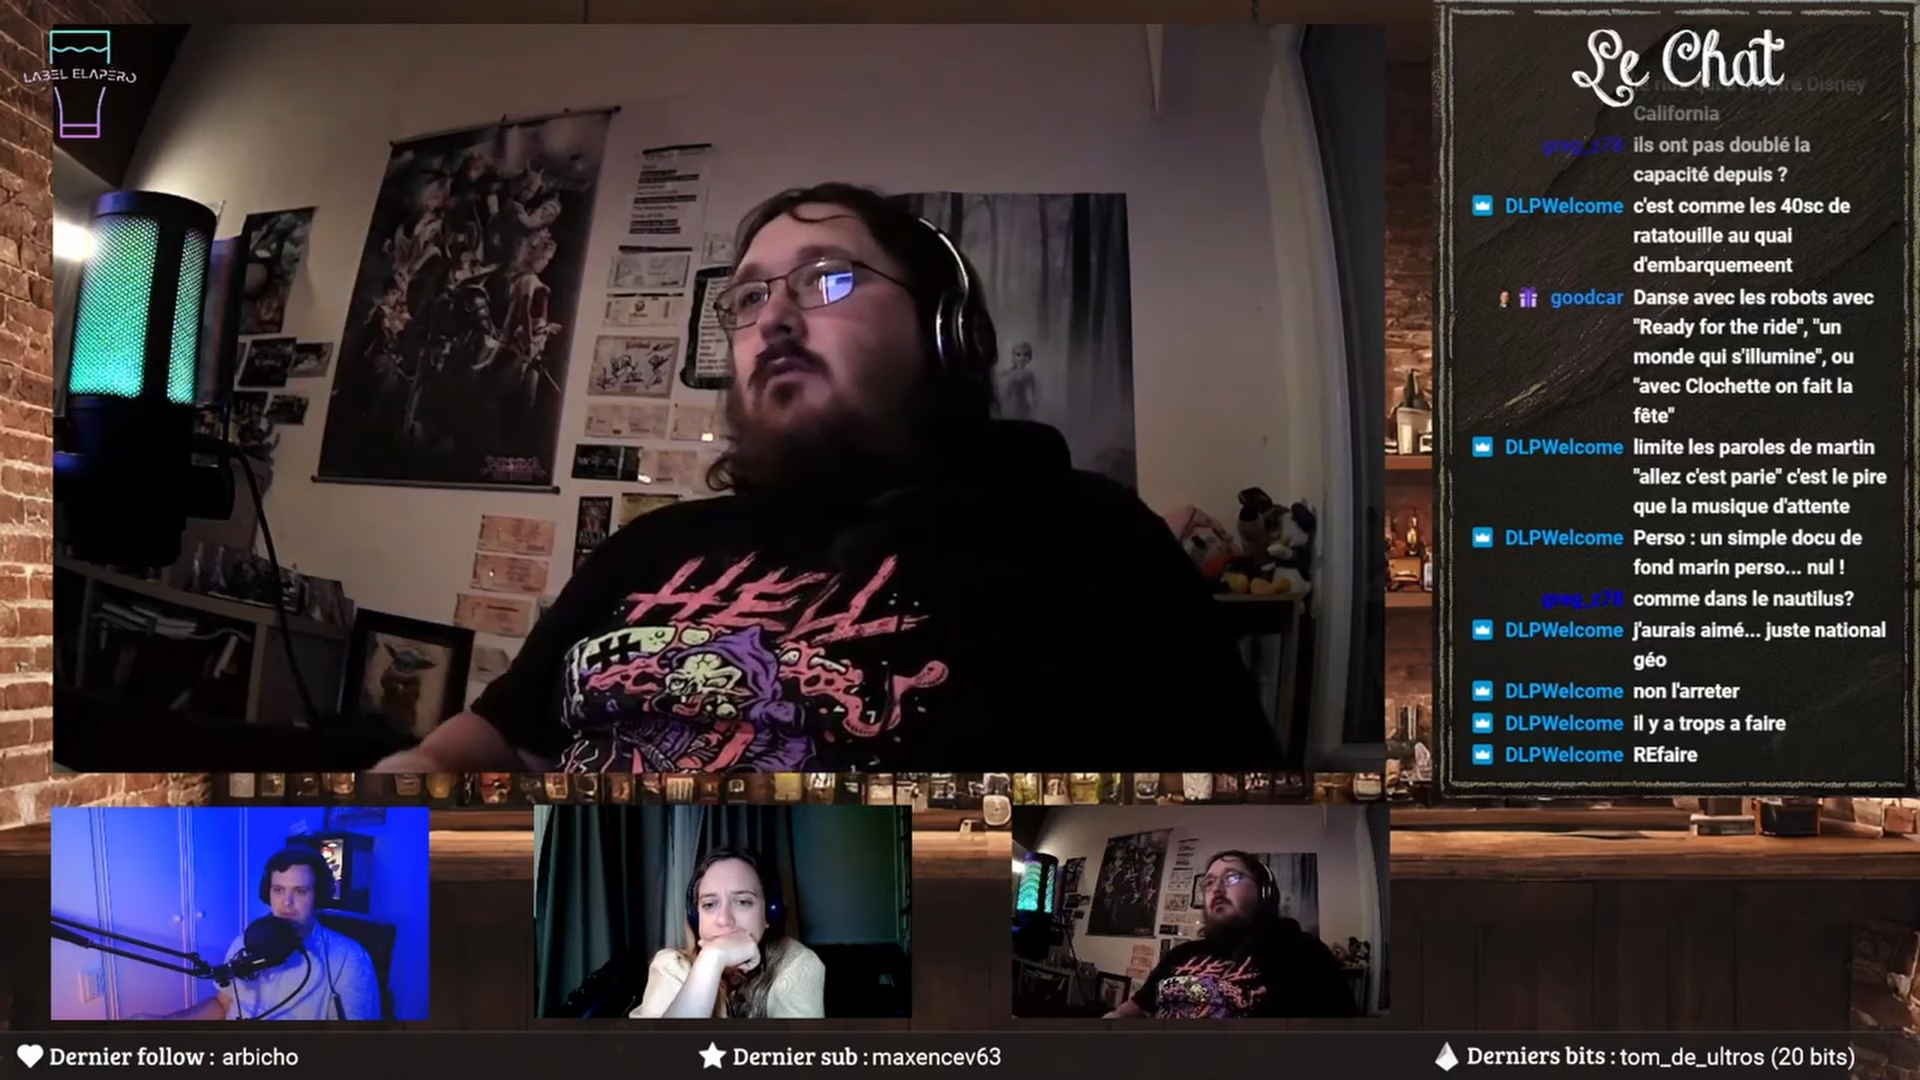 LABEL ELAPÉRO
HELL
Le Chat
Disney
California
greg_z78 ils ont pas doublé la
capacité depuis ?
DLPWelcome c'est comme les 40sc de
ratatouille au quai
d'embarquemeent
goodcar Danse avec les robots avec
"Ready for the ride", "un
monde qui s'illumine", ou
"avec Clochette on fait la
fête"
DLPWelcome limite les paroles de martin
"allez c'est parie" c'est le pire
que la musique d'attente
DLPWelcome Perso : un simple docu de
fond marin perso... nul !
greg_z78 comme dans le nautilus?
DLPWelcome j'aurais aimé... juste national
géo
DLPWelcome non l'arreter
DLPWelcome il y a trops a faire
DLPWelcome REfaire
HELL
Dernier follow : arbicho
Dernier sub : maxencev63
Derniers bits : tom_de_ultros (20 bits)